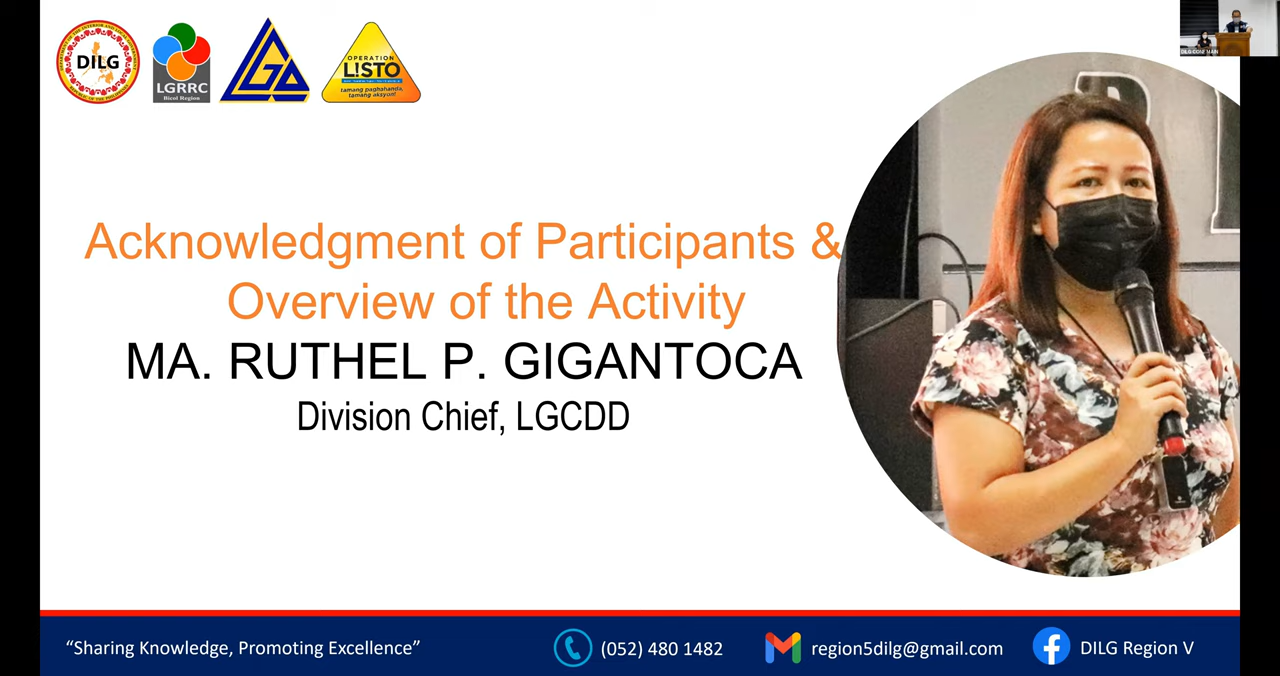 DILG
LGRRC
Bicol Region
OPERATION
L!STO
tamang paghahanda,
tamang aksyon!
Acknowledgment of Participants &
Overview of the Activity
MA. RUTHEL P. GIGANTOCA
Division Chief, LGCDD
“Sharing Knowledge, Promoting Excellence”
(052) 480 1482
region5dilg@gmail.com
DILG Region V